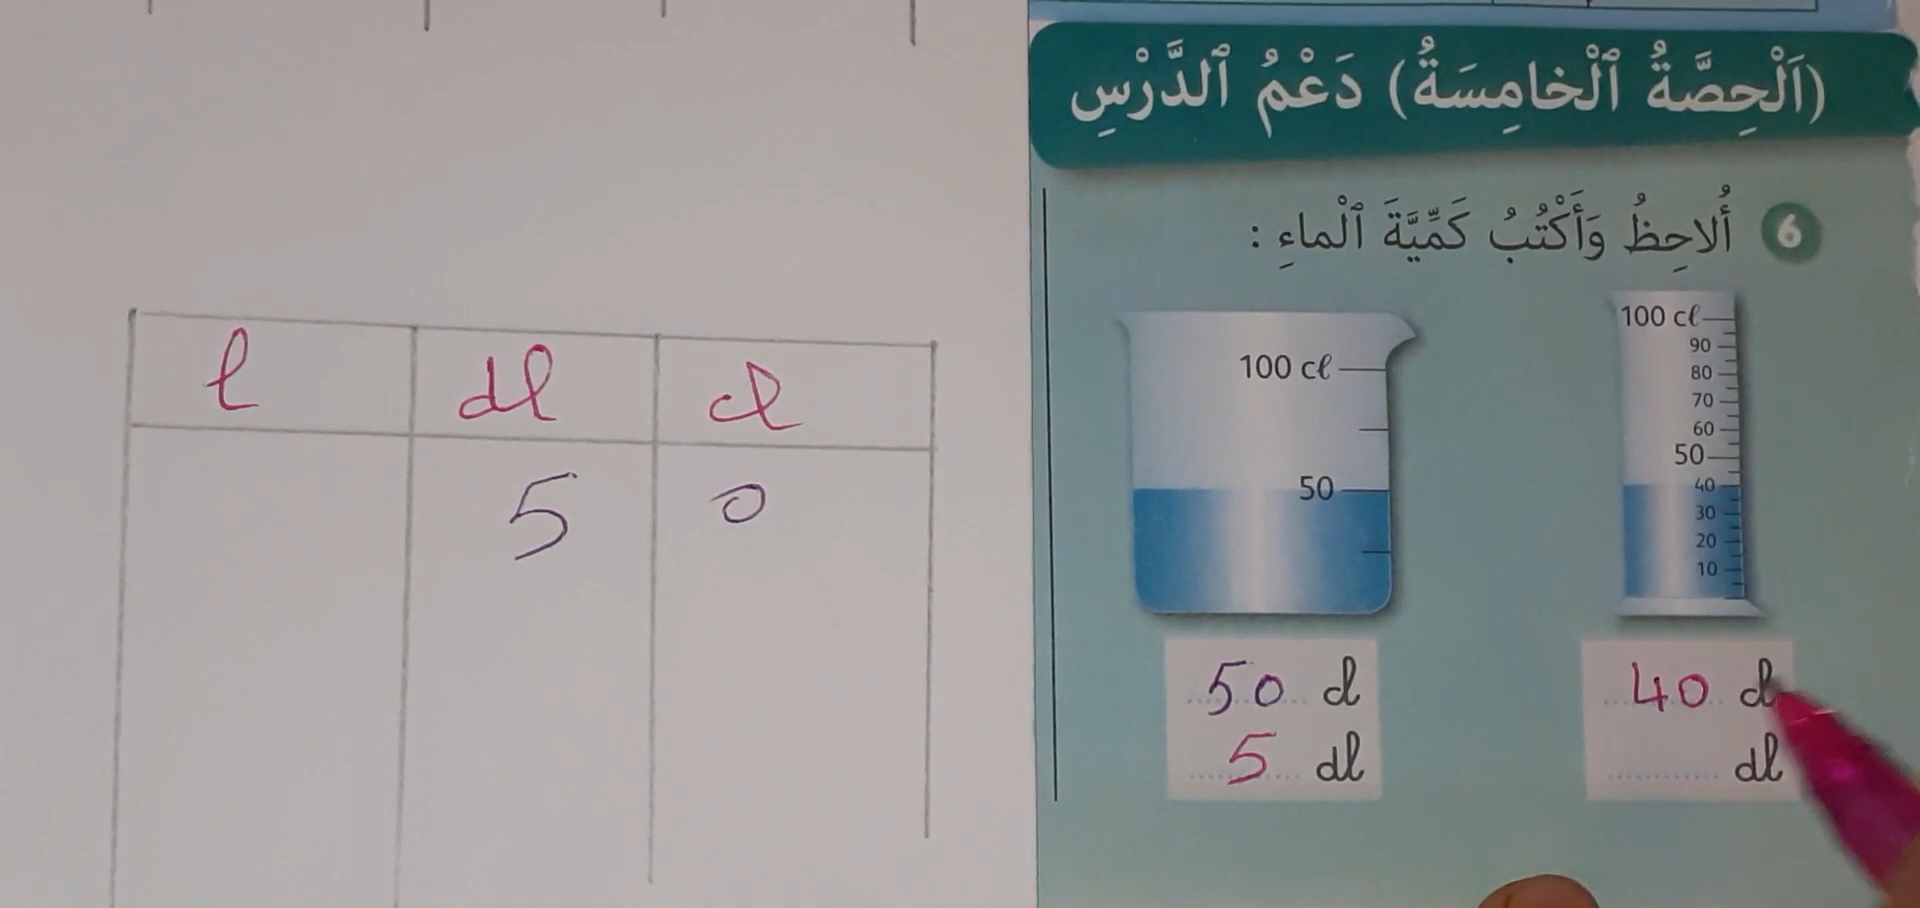 (اَلْحِصَّةُ ٱلْخامِسَةُ) دَعْمُ ٱلدَّرْسِ
6 أُلاحِظُ وَأَكْتُبُ كَمِّيَّةَ ٱلْماءِ :
100 cℓ
90
80
70
60
50
40
30
20
10
100 cℓ
50
40 cl
dl
50 cl
5 dl
l dl cl
5 0